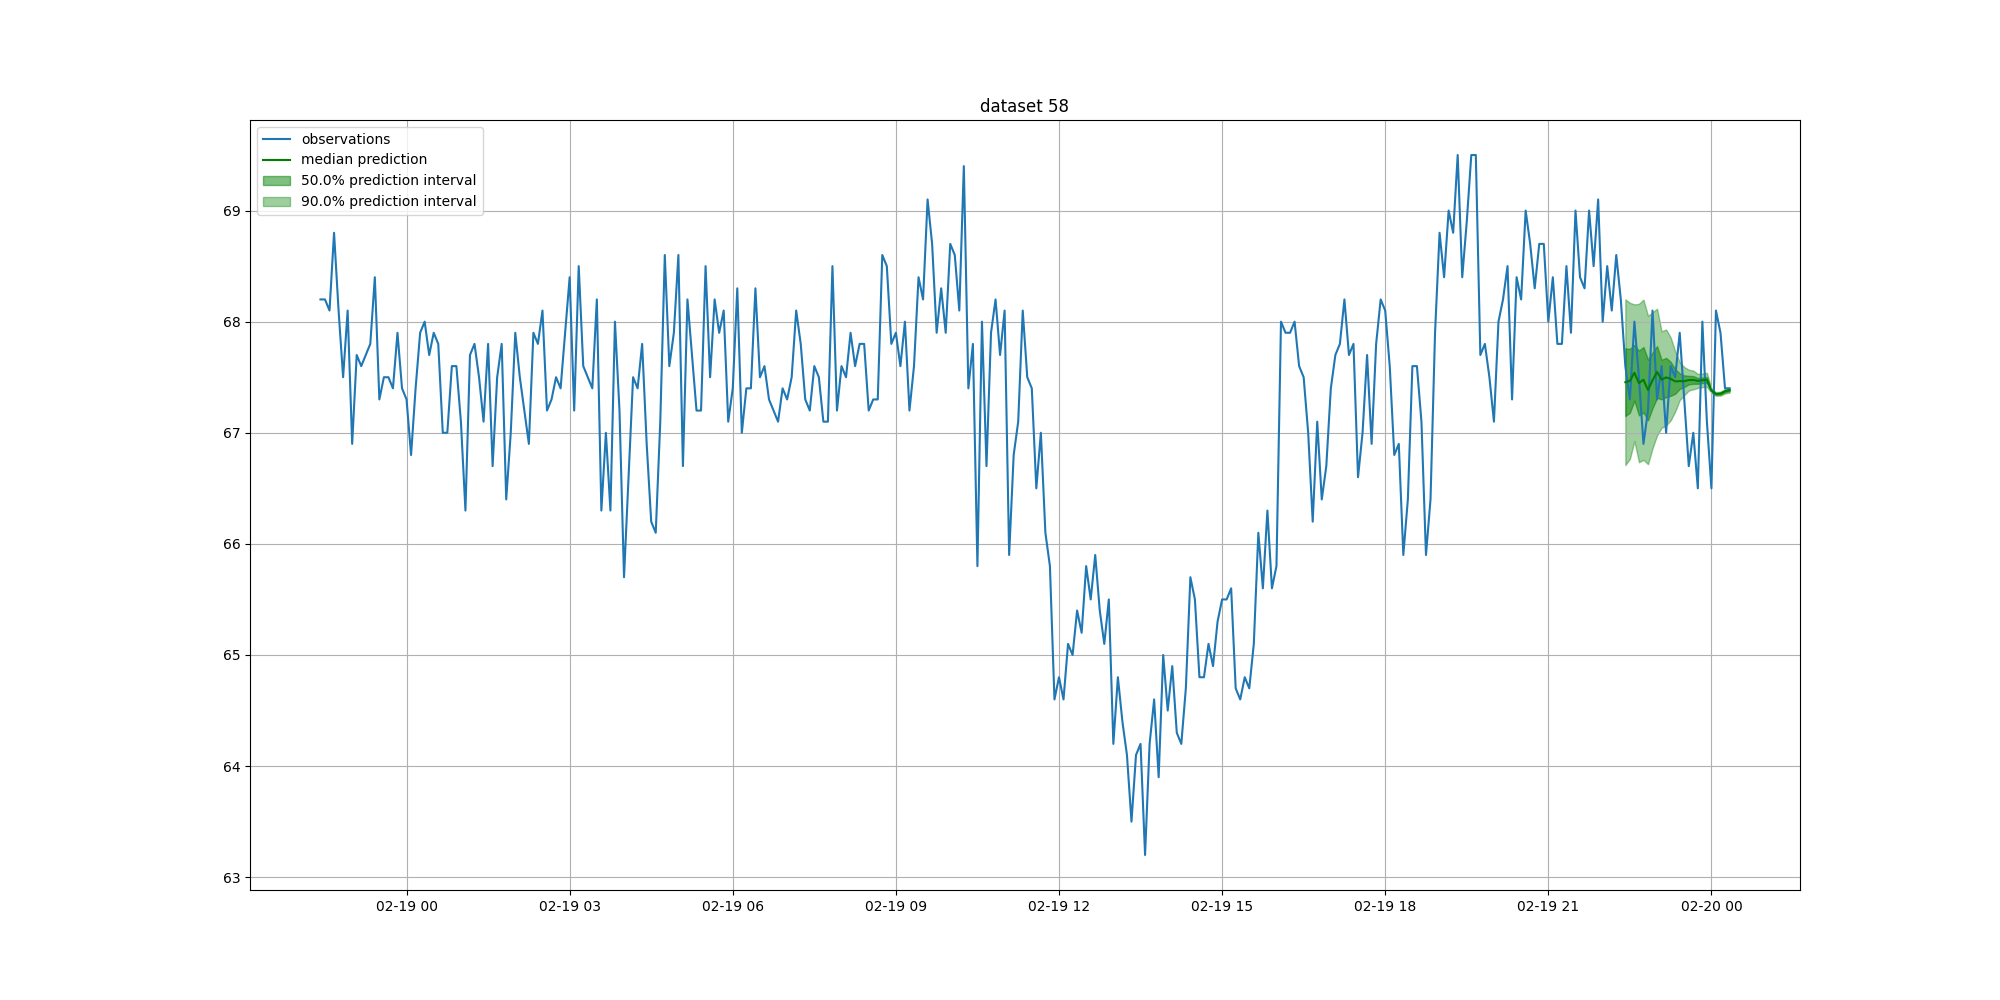 dataset 58
observations
median prediction
50.0% prediction interval
90.0% prediction interval
69
68
67
66
65
64
63
02-19 00 02-19 03 02-19 06 02-19 09 02-19 12 02-19 15 02-19 18 02-19 21 02-20 00